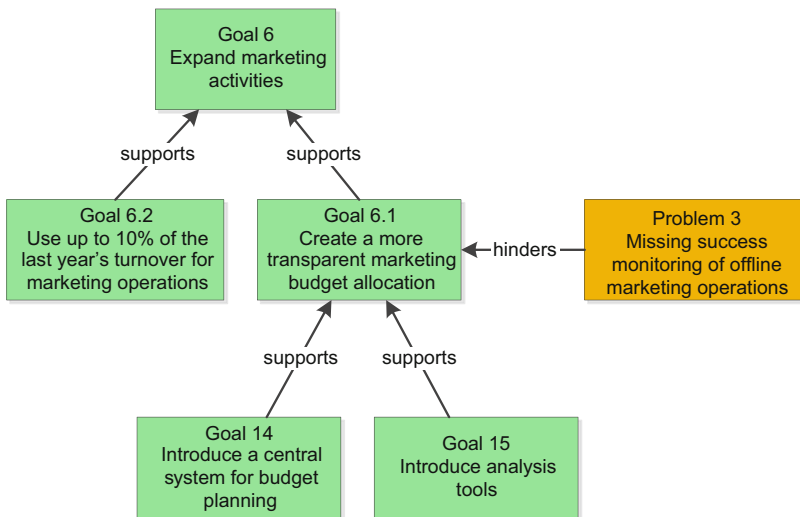 Goal 6
Expand marketing
activities
supports
supports
Goal 6.2
Use up to 10% of the
last year's turnover for
marketing operations
Goal 6.1
Create a more
transparent marketing
budget allocation
hinders
Problem 3
Missing success
monitoring of offline
marketing operations
supports
supports
Goal 14
Introduce a central
system for budget
planning
Goal 15
Introduce analysis
tools